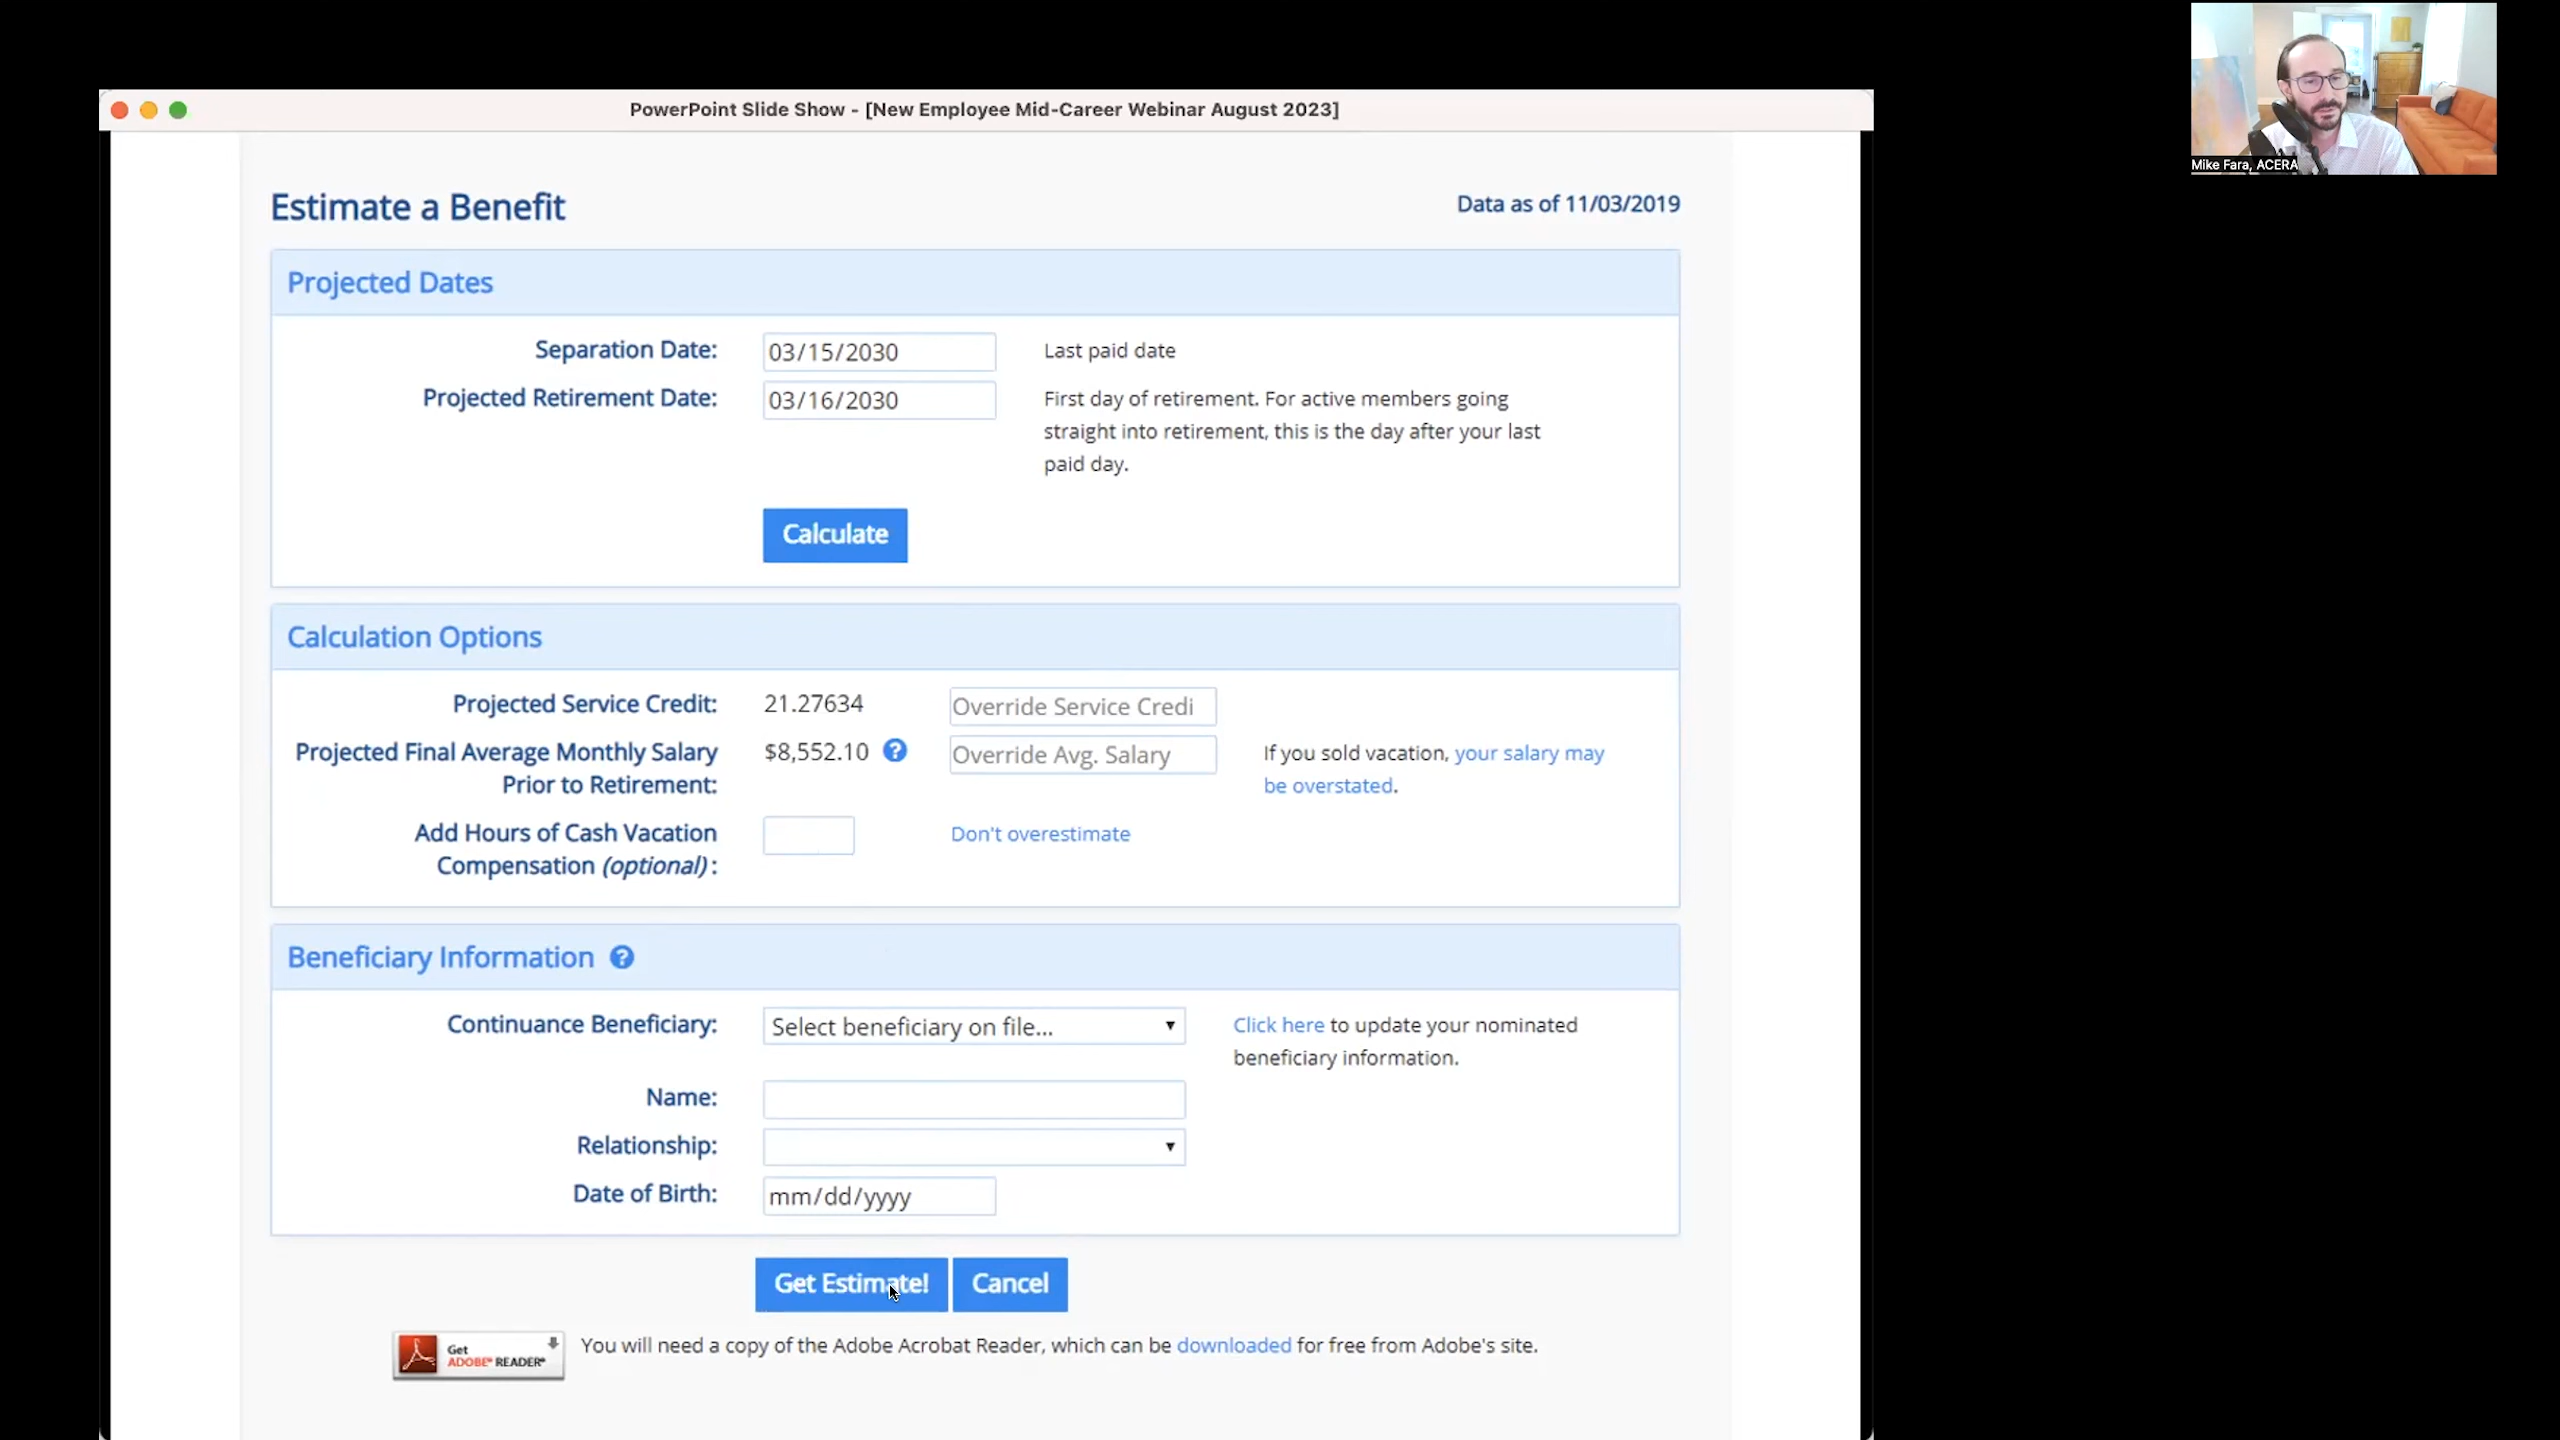 PowerPoint Slide Show - [New Employee Mid-Career Webinar August 2023]
Mike Fara, ACERA
Estimate a Benefit
Data as of 11/03/2019
Projected Dates
Separation Date:
03/15/2030
Last paid date
Projected Retirement Date:
03/16/2030
First day of retirement. For active members going
straight into retirement, this is the day after your last
paid day.
Calculate
Calculation Options
Projected Service Credit:
21.27634
Override Service Credi
Projected Final Average Monthly Salary
Prior to Retirement:
$8,552.10
?
Override Avg. Salary
If you sold vacation, your salary may
be overstated.
Add Hours of Cash Vacation
Compensation (optional) :
Don't overestimate
Beneficiary Information ?
Continuance Beneficiary:
Select beneficiary on file...
Click here to update your nominated
beneficiary information.
Name:
Relationship:
Date of Birth:
mm/dd/yyyy
Get Estimate!
Cancel
Get
ADOBE® READER®
You will need a copy of the Adobe Acrobat Reader, which can be downloaded for free from Adobe's site.